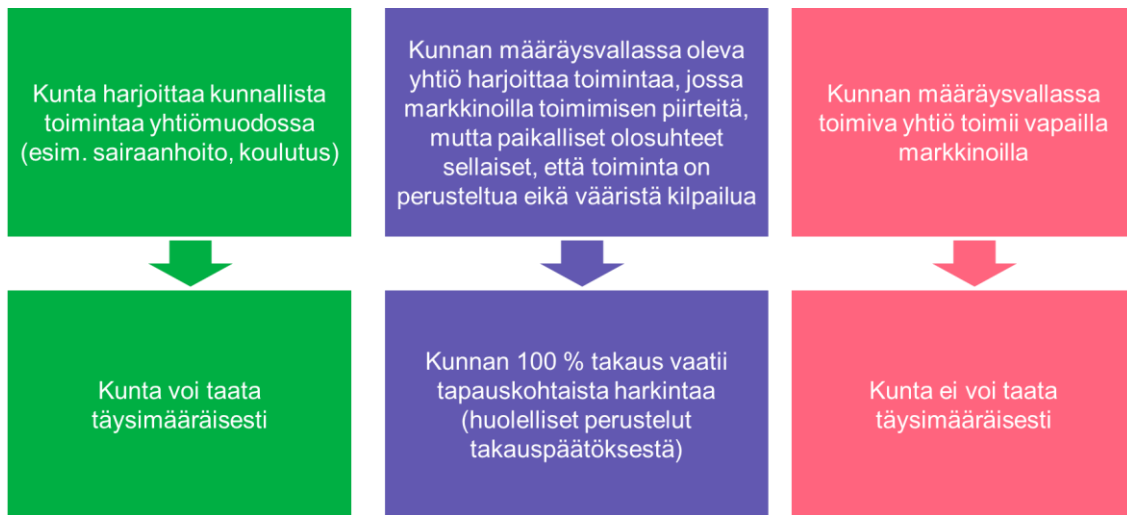 Kunta harjoittaa kunnallista
toimintaa yhtiömuodossa
(esim. sairaanhoito, koulutus)
Kunnan määräysvallassa oleva
yhtiö harjoittaa toimintaa, jossa
markkinoilla toimimisen piirteitä,
mutta paikalliset olosuhteet
sellaiset, että toiminta on
perusteltua eikä vääristä kilpailua
Kunnan määräysvallassa
toimiva yhtiö toimii vapailla
markkinoilla
Kunta voi taata
täysimääräisesti
Kunnan 100 % takaus vaatii
tapauskohtaista harkintaa
(huolelliset perustelut
takauspäätöksestä)
Kunta ei voi taata
täysimääräisesti